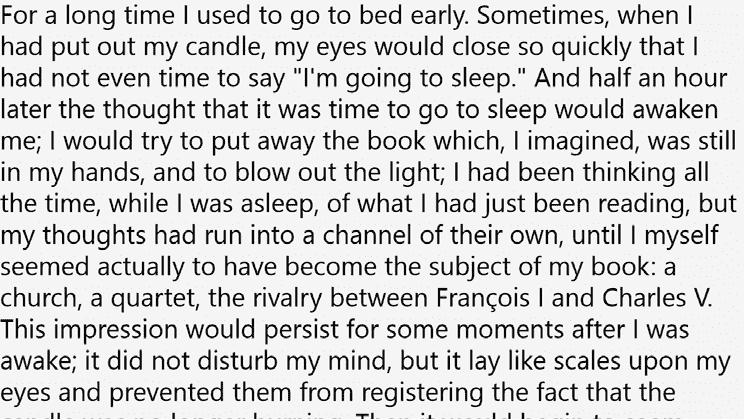 For a long time I used to go to bed early. Sometimes, when I
had put out my candle, my eyes would close so quickly that I
had not even time to say "I'm going to sleep." And half an hour
later the thought that it was time to go to sleep would awaken
me; I would try to put away the book which, I imagined, was still
in my hands, and to blow out the light; I had been thinking all
the time, while I was asleep, of what I had just been reading, but
my thoughts had run into a channel of their own, until I myself
seemed actually to have become the subject of my book: a
church, a quartet, the rivalry between François I and Charles V.
This impression would persist for some moments after I was
awake; it did not disturb my mind, but it lay like scales upon my
eyes and prevented them from registering the fact that the